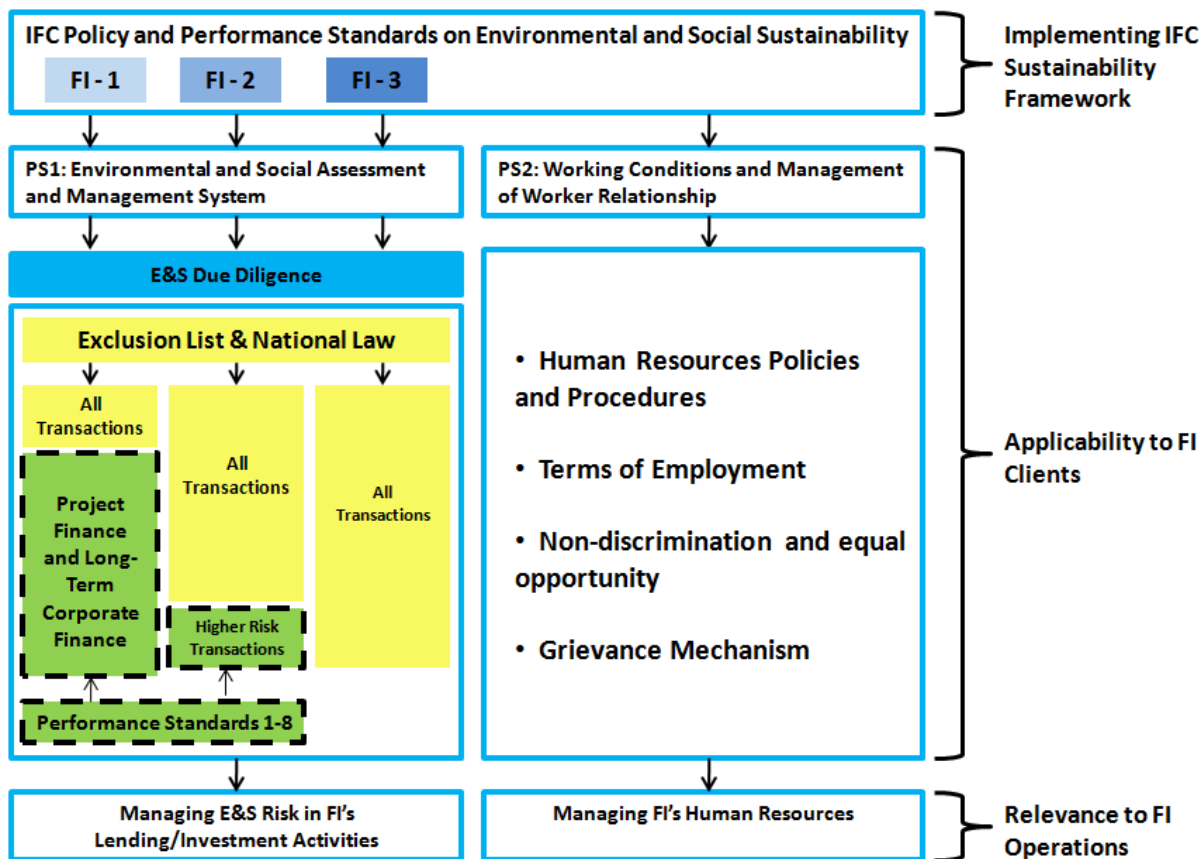 IFC Policy and Performance Standards on Environmental and Social Sustainability
FI - 1
FI - 2
FI - 3
Implementing IFC
Sustainability
Framework
PS1: Environmental and Social Assessment
and Management System
PS2: Working Conditions and Management
of Worker Relationship
E&S Due Diligence
Exclusion List & National Law
All
Transactions
Project
Finance
and Long-
Term
Corporate
Finance
All
Transactions
Higher Risk
Transactions
All
Transactions
Performance Standards 1-8
• Human Resources Policies
and Procedures
• Terms of Employment
• Non-discrimination and equal
opportunity
• Grievance Mechanism
Applicability to FI
Clients
Managing E&S Risk in FI's
Lending/Investment Activities
Managing FI's Human Resources
Relevance to FI
Operations